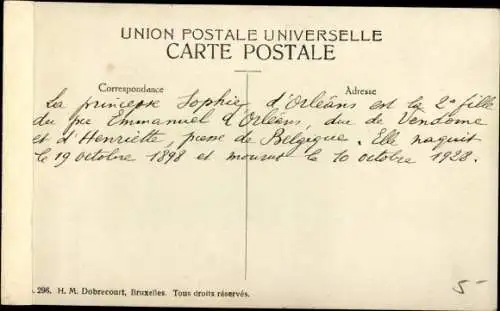 UNION POSTALE UNIVERSELLE
CARTE POSTALE
Correspondance
Adresse
La princesse Sophie, d'Orléans est la 2e fille
du pce Emmanuel d'Orléans, duc de Vendome
et d'Henriette, pcesse de Belgique. Elle naquit
le 19 octobre 1898 et mourut le 10 octobre 1928.
296. H. M. Dobrecourt, Bruxelles. Tous droits réservés.
5-